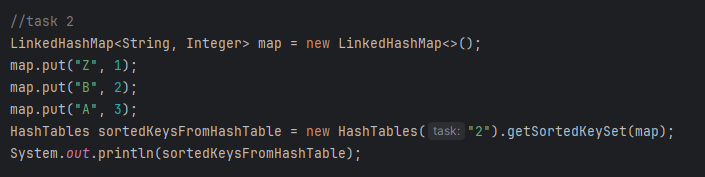 //task 2
LinkedHashMap<String, Integer> map = new LinkedHashMap<>();
map.put("Z", 1);
map.put("B", 2);
map.put("A", 3);
HashTables sortedKeysFromHashTable = new HashTables( task: "2").getSortedKeySet(map);
System.out.println(sortedKeysFromHashTable);